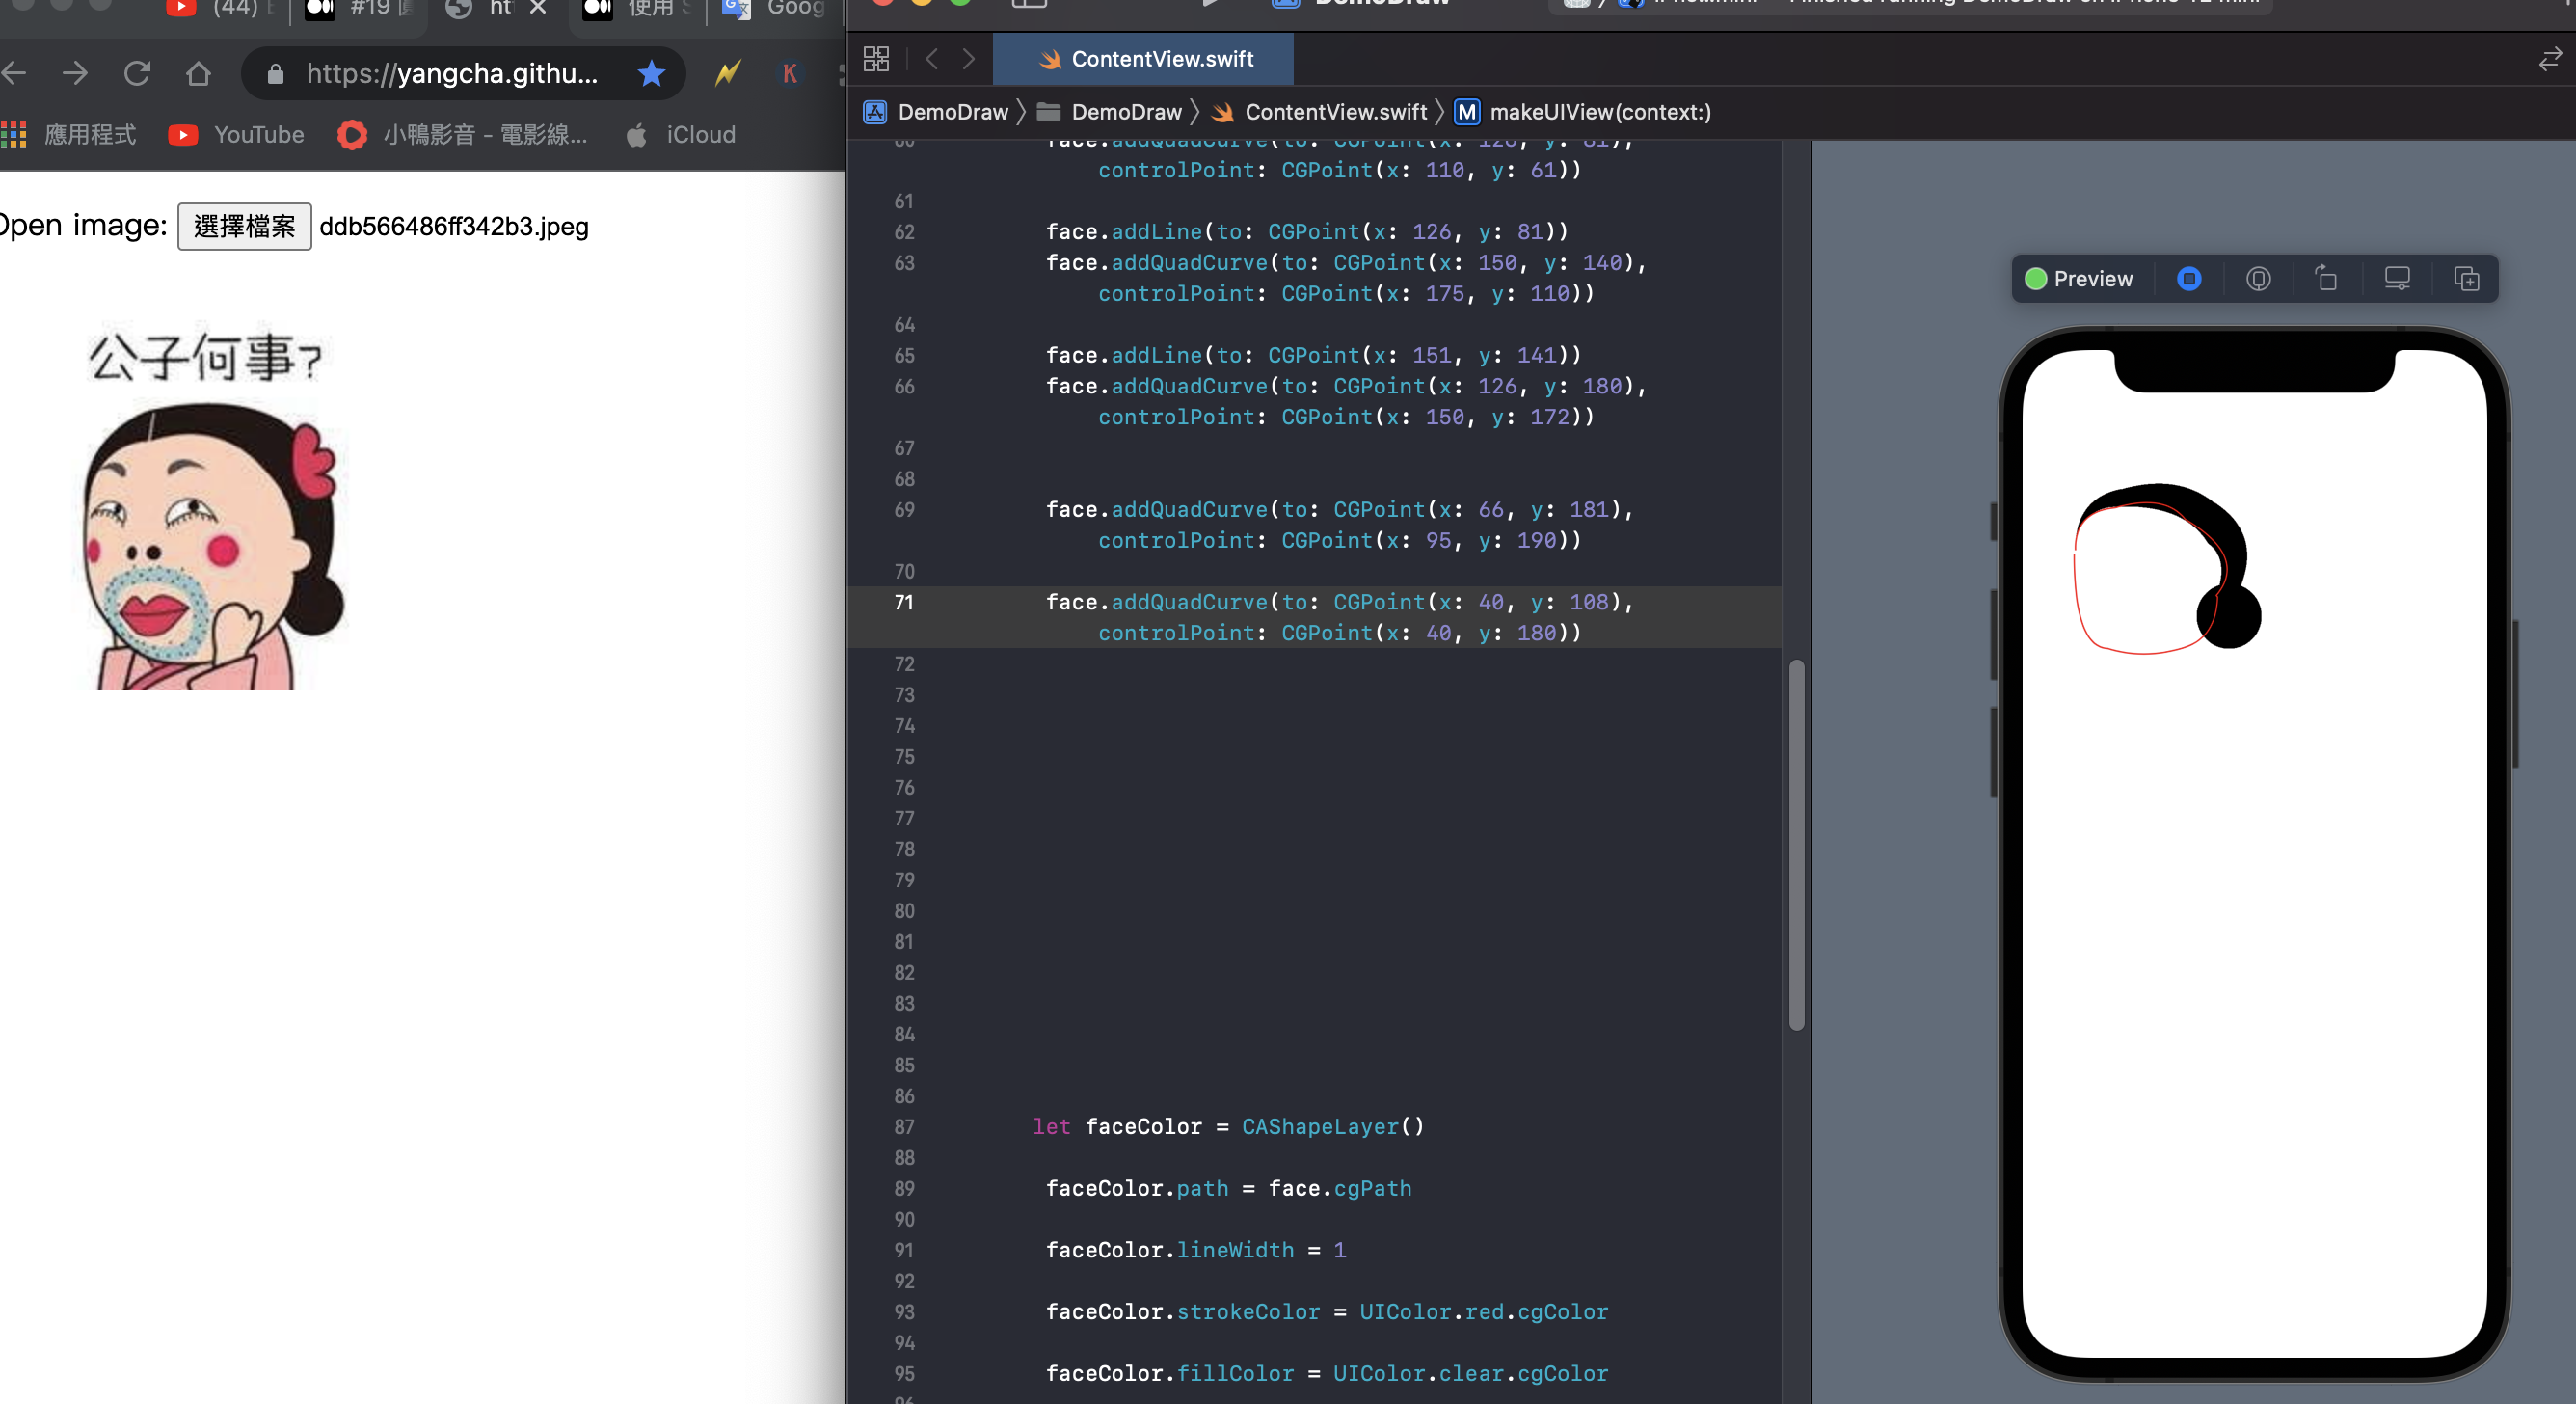 (44)
#19
使用
Goog
https://yangcha.githu...
K
應用程式
YouTube
小鴨影音 - 電影線...
iCloud
Open image: 選擇檔案 ddb566486ff342b3.jpeg
公子何事?
DemoDraw
Finished running DemoDraw on iPhone 12 mini
ContentView.swift
DemoDraw 〉 DemoDraw 〉 ContentView.swift 〉 M makeUIView(context:)
60 face.addQuadCurve(to: CGPoint(x: 126, y: 81),
controlPoint: CGPoint(x: 110, y: 61))
61
62 face.addLine(to: CGPoint(x: 126, y: 81))
63 face.addQuadCurve(to: CGPoint(x: 150, y: 140),
controlPoint: CGPoint(x: 175, y: 110))
64
65 face.addLine(to: CGPoint(x: 151, y: 141))
66 face.addQuadCurve(to: CGPoint(x: 126, y: 180),
controlPoint: CGPoint(x: 150, y: 172))
67
68
69 face.addQuadCurve(to: CGPoint(x: 66, y: 181),
controlPoint: CGPoint(x: 95, y: 190))
70
71 face.addQuadCurve(to: CGPoint(x: 40, y: 108),
controlPoint: CGPoint(x: 40, y: 180))
72
73
74
75
76
77
78
79
80
81
82
83
84
85
86
87 let faceColor = CAShapeLayer()
88
89 faceColor.path = face.cgPath
90
91 faceColor.lineWidth = 1
92
93 faceColor.strokeColor = UIColor.red.cgColor
94
95 faceColor.fillColor = UIColor.clear.cgColor
96
Preview